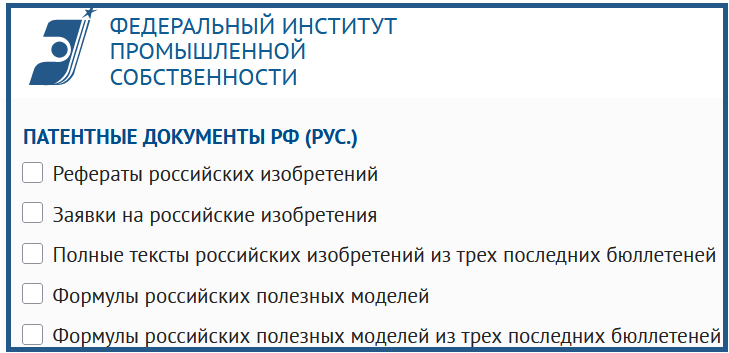 ФЕДЕРАЛЬНЫЙ ИНСТИТУТ
ПРОМЫШЛЕННОЙ
СОБСТВЕННОСТИ
ПАТЕНТНЫЕ ДОКУМЕНТЫ РФ (РУС.)
Рефераты российских изобретений
Заявки на российские изобретения
Полные тексты российских изобретений из трех последних бюллетеней
Формулы российских полезных моделей
Формулы российских полезных моделей из трех последних бюллетеней